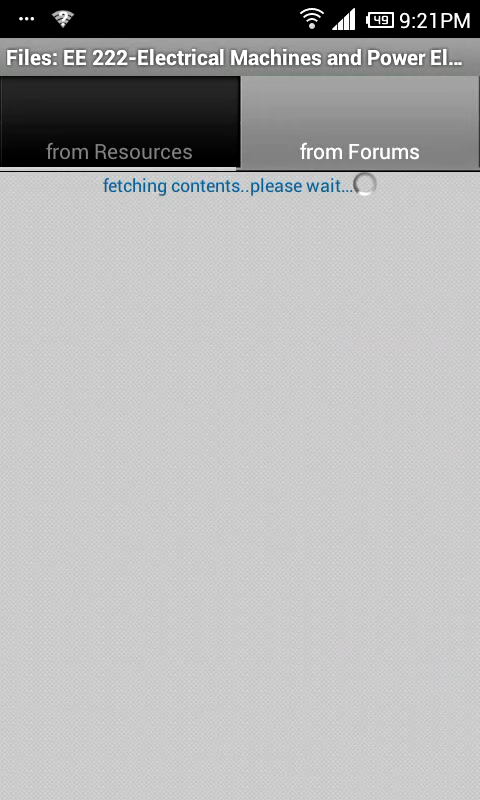 49 9:21PM
Files: EE 222-Electrical Machines and Power El...
from Resources
from Forums
fetching contents..please wait...